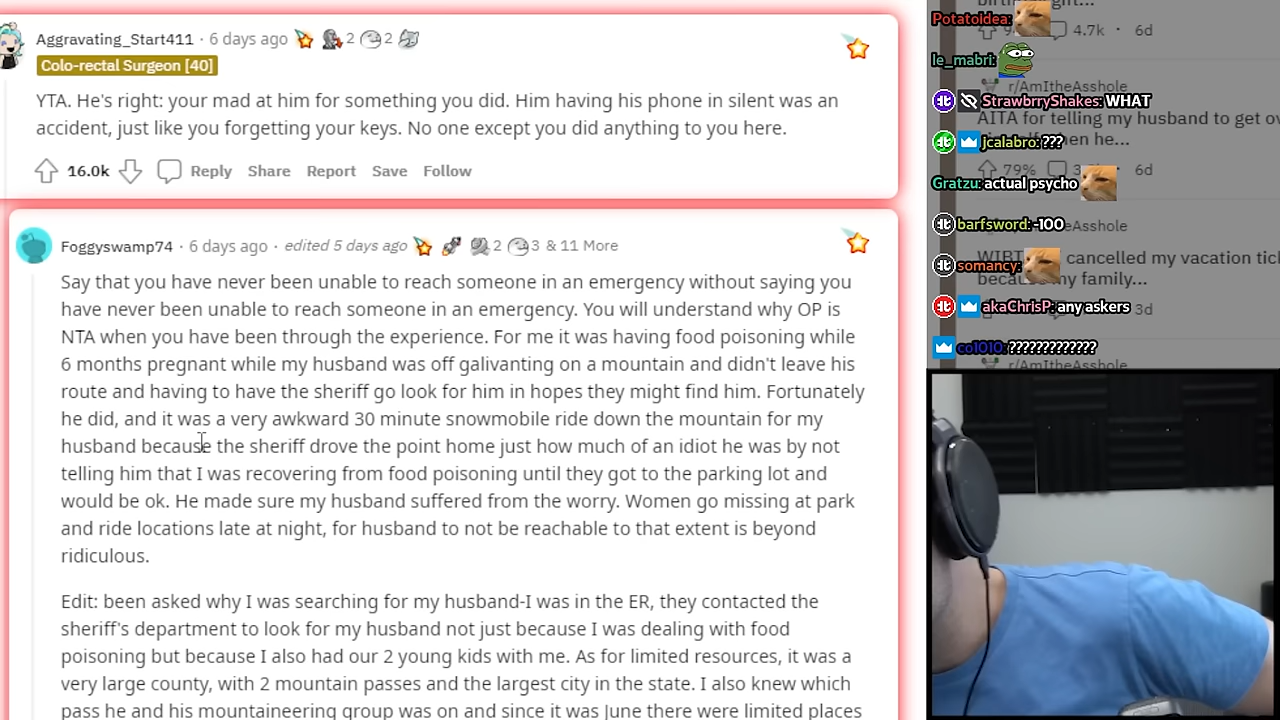 Aggravating_Start411 · 6 days ago 2 2
Colo-rectal Surgeon [40]
YTA. He's right: your mad at him for something you did. Him having his phone in silent was an
accident, just like you forgetting your keys. No one except you did anything to you here.
16.0k Reply Share Report Save Follow
Foggyswamp74 · 6 days ago · edited 5 days ago 2 3 & 11 More
Say that you have never been unable to reach someone in an emergency without saying you
have never been unable to reach someone in an emergency. You will understand why OP is
NTA when you have been through the experience. For me it was having food poisoning while
6 months pregnant while my husband was off galivanting on a mountain and didn't leave his
route and having to have the sheriff go look for him in hopes they might find him. Fortunately
he did, and it was a very awkward 30 minute snowmobile ride down the mountain for my
husband because the sheriff drove the point home just how much of an idiot he was by not
telling him that I was recovering from food poisoning until they got to the parking lot and
would be ok. He made sure my husband suffered from the worry. Women go missing at park
and ride locations late at night, for husband to not be reachable to that extent is beyond
ridiculous.
Edit: been asked why I was searching for my husband-I was in the ER, they contacted the
sheriff's department to look for my husband not just because I was dealing with food
poisoning but because I also had our 2 young kids with me. As for limited resources, it was a
very large county, with 2 mountain passes and the largest city in the state. I also knew which
pass he and his mountaineering group was on and since it was June there were limited places
Potatoidea:
4.7k · 6d
le_mabri:
r/AmItheAsshole
StrawbrryShakes: WHAT
AITA for telling my husband to get
Jcalabro: ???
79% 6d
Gratzu: actual psycho
barfsword: -100
somancy:
cancelled my vacation
my family...
akaChrisP: any askers
3d
col010: ?????????????
r/AmItheAsshole